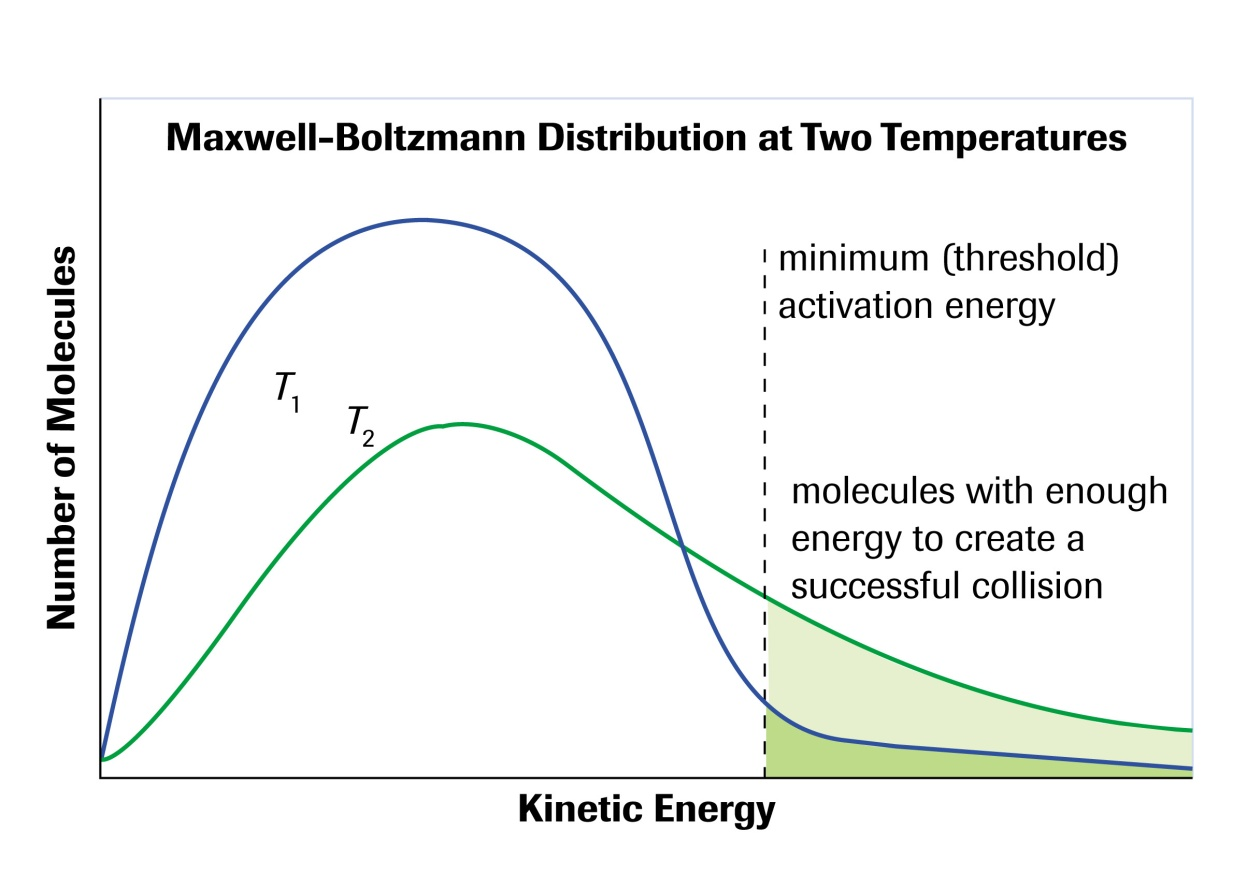 Maxwell–Boltzmann Distribution at Two Temperatures
Number of Molecules
minimum (threshold)
activation energy
T1
T2
molecules with enough
energy to create a
successful collision
Kinetic Energy